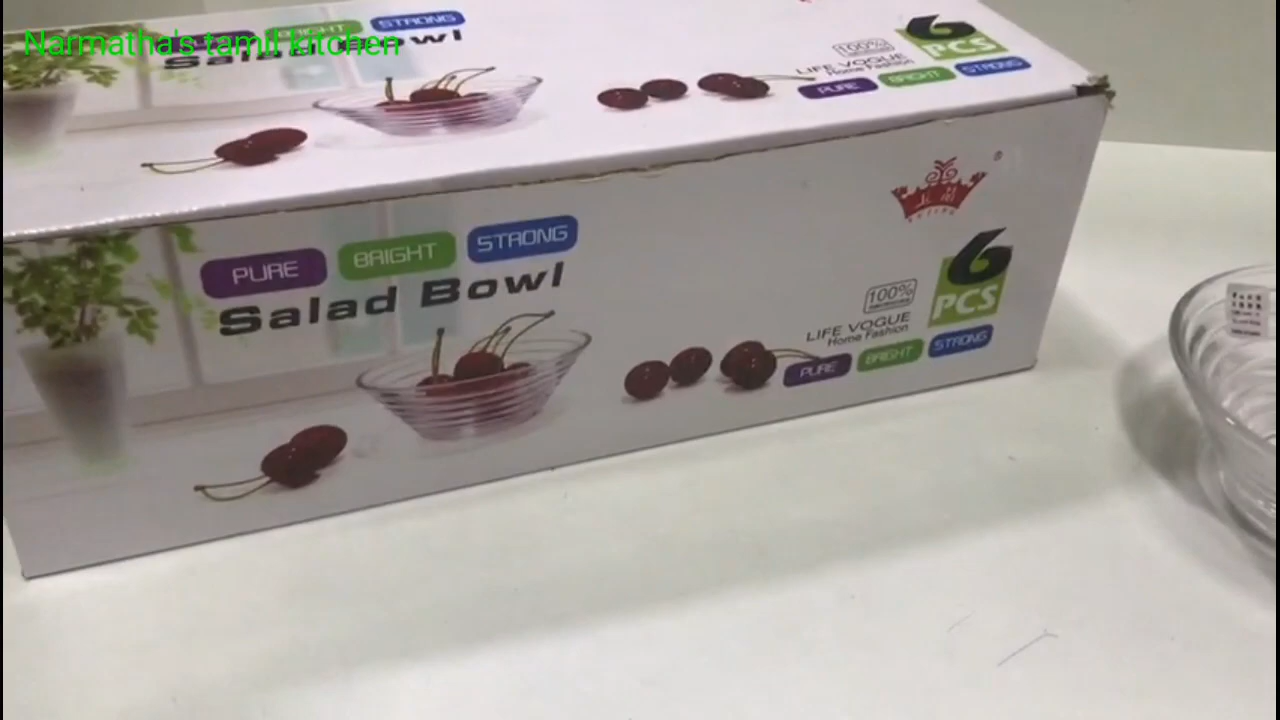 Narmatha's tamil kitchen
BRIGHT STRONG
Salad Bowl
6
100%
PCS
LIFE VOGUE
Home Fashion
PURE BRIGHT STRONG
PURE BRIGHT STRONG
Salad Bowl
6
100%
PCS
LIFE VOGUE
Home Fashion
PURE BRIGHT STRONG